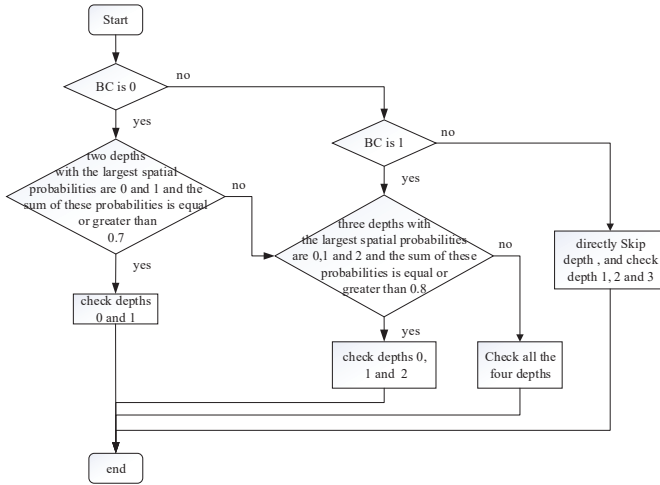 Start
BC is 0
no
yes
BC is 1
no
two depths
with the largest spatial
probabilities are 0 and 1 and the
sum of these probabilities is equal
or greater than
0.7
no
yes
yes
three depths with
the largest spatial probabilities
are 0,1 and 2 and the sum of these
probabilities is equal or
greater than 0.8
no
directly Skip
depth , and check
depth 1, 2 and 3
check depths
0 and 1
yes
check depths 0,
1 and 2
Check all the
four depths
end